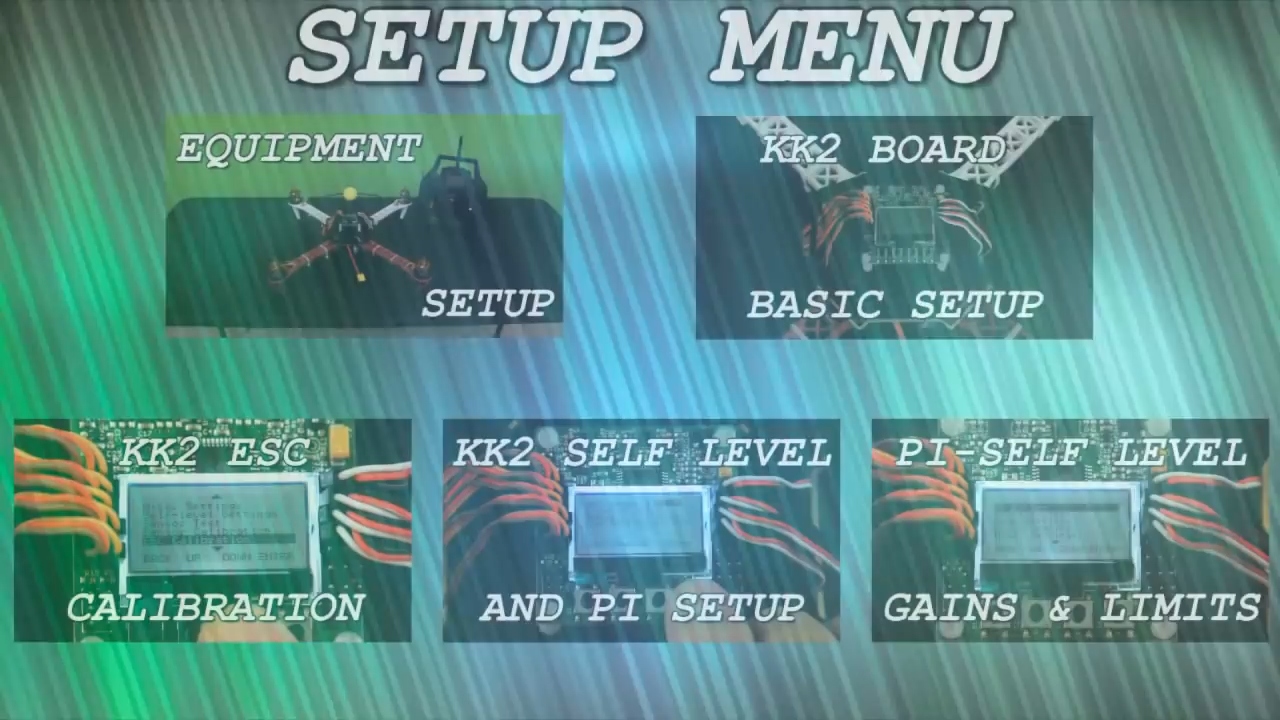 SETUP MENU
EQUIPMENT
SETUP
KK2 BOARD
BASIC SETUP
KK2 ESC
CALIBRATION
KK2 SELF LEVEL
AND PI SETUP
PI-SELF LEVEL
GAINS & LIMITS